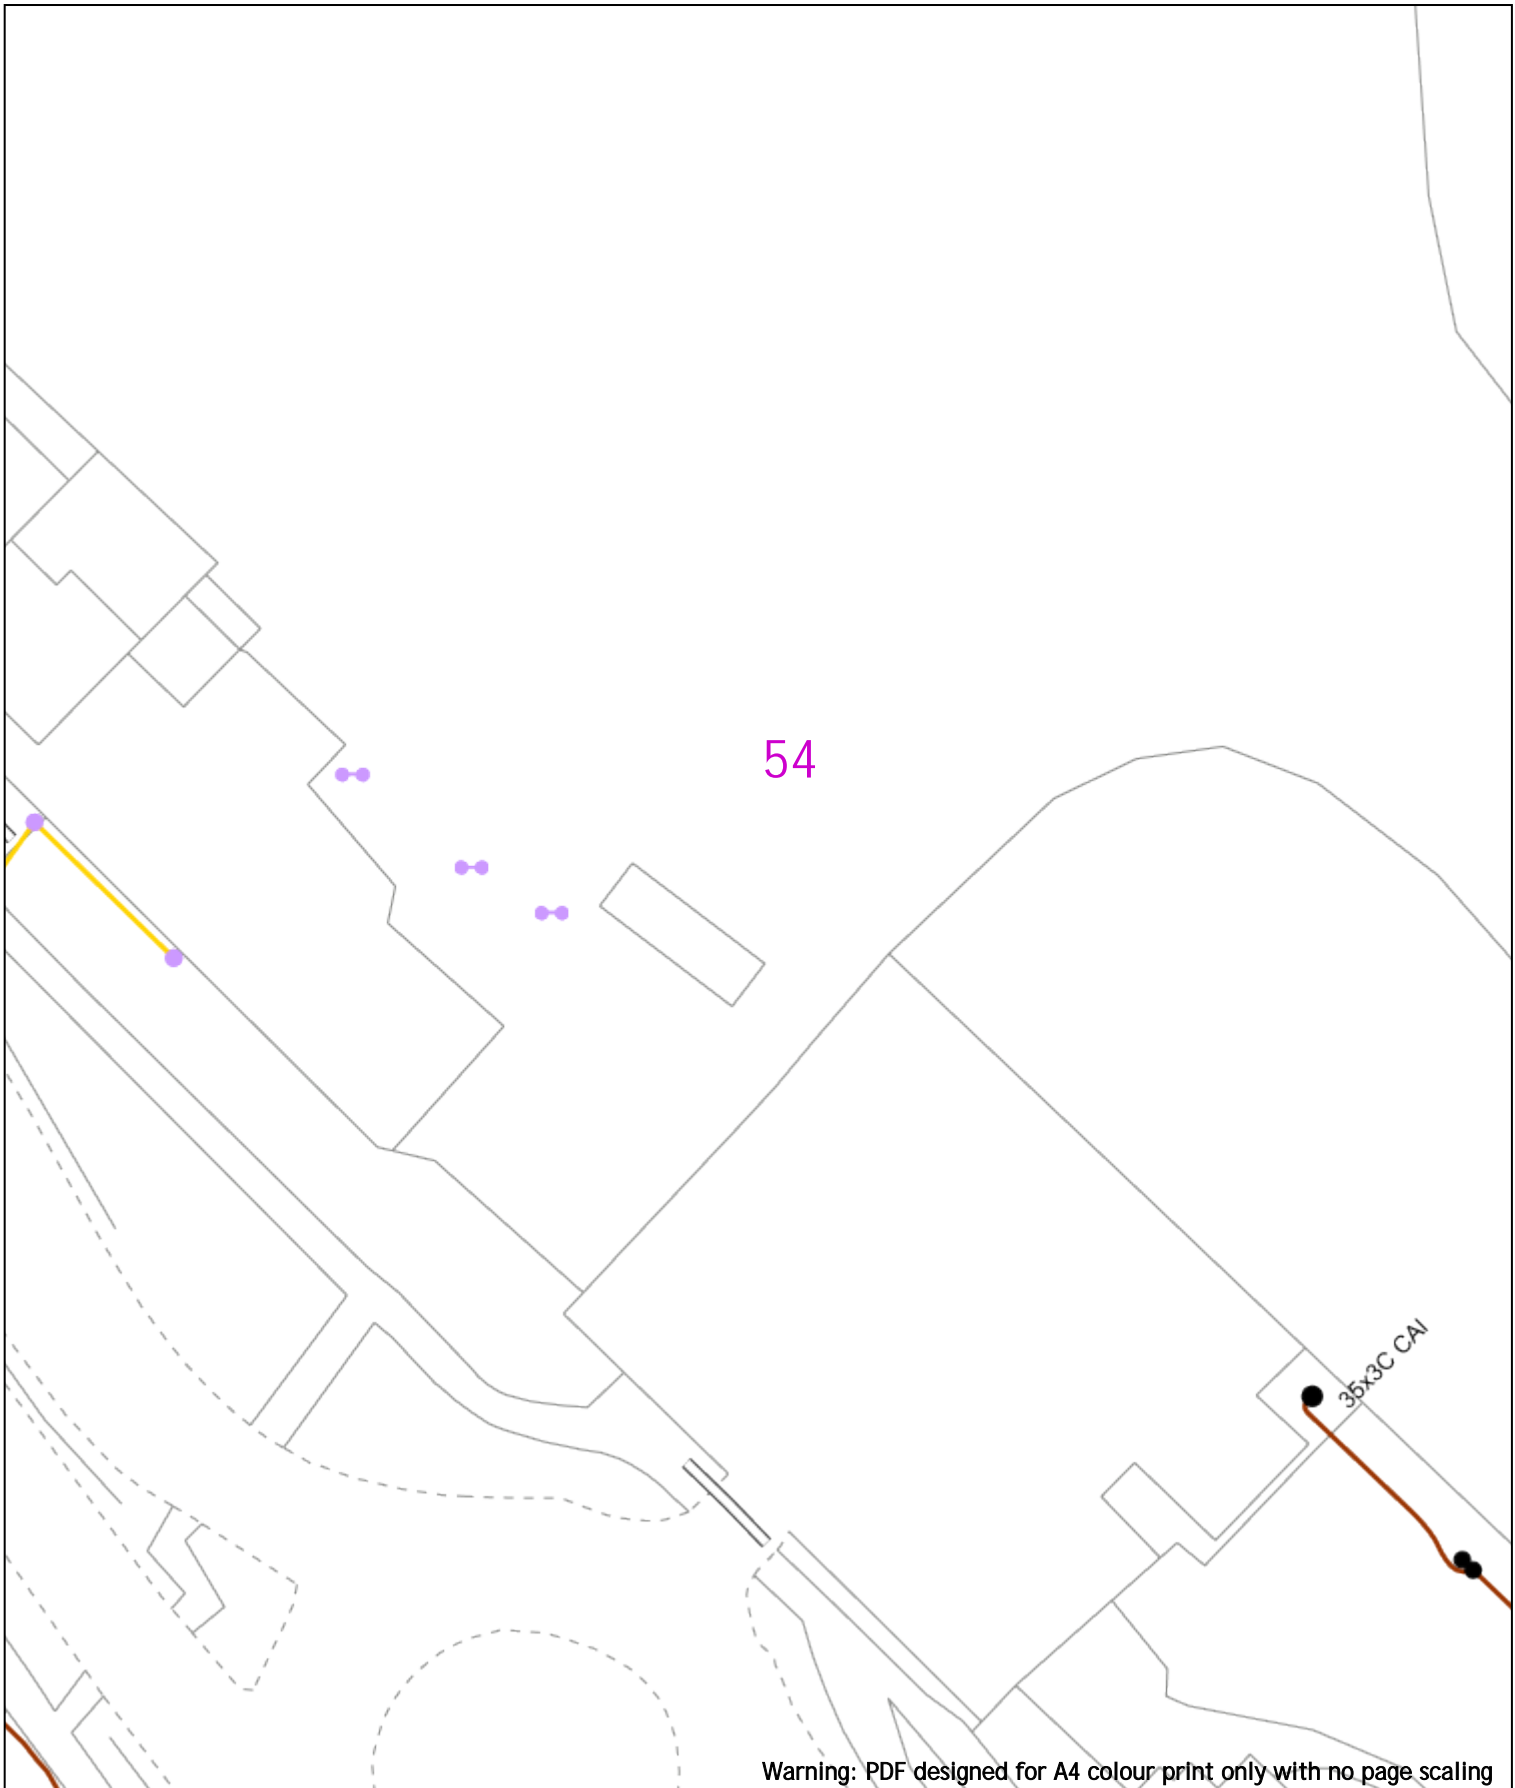 54
35x3C CAI
Warning: PDF designed for A4 colour print only with no page scaling